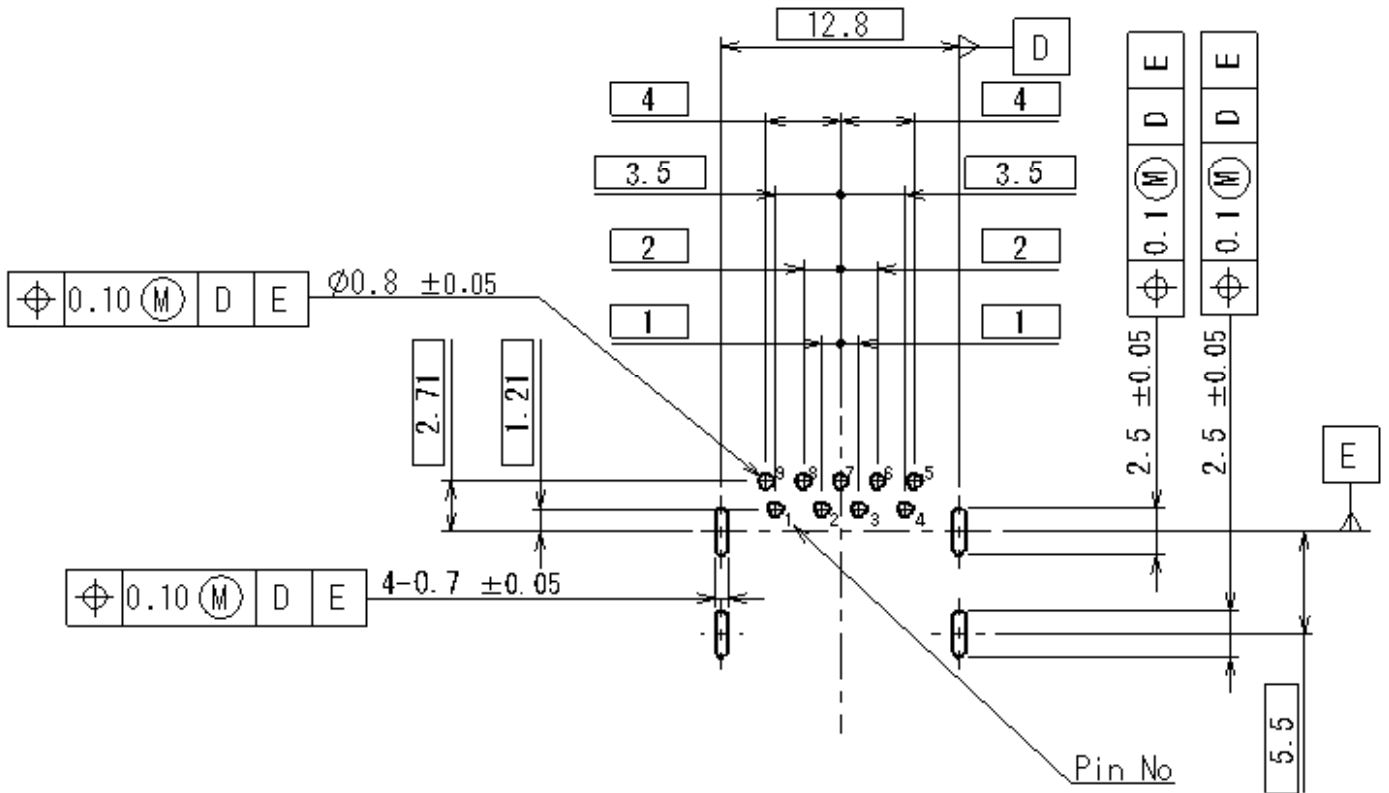 12.8
D
4 4
3.5 3.5
2 2
1 1
⌖ 0.1 Ⓜ D E
⌖ 0.1 Ⓜ D E
2.5 ±0.05
2.5 ±0.05
⌖ 0.10 Ⓜ D E
Ø0.8 ±0.05
2.71
1.21
E
9 8 7 6 5
1 2 3 4
⌖ 0.10 Ⓜ D E
4-0.7 ±0.05
5.5
Pin No